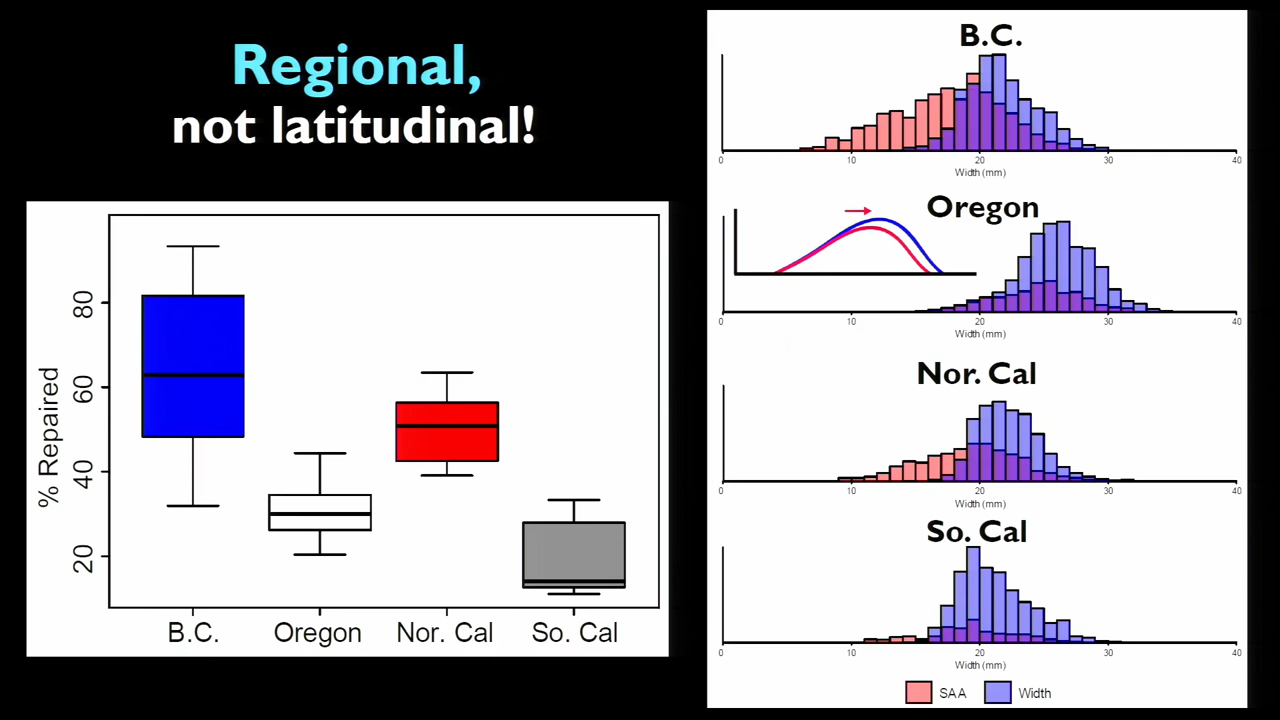 Regional,
not latitudinal!
% Repaired
80
60
40
20
B.C. Oregon Nor. Cal So. Cal
B.C.
0 10 20 30 40
Width (mm)
Oregon
0 10 20 30 40
Width (mm)
Nor. Cal
0 10 20 30 40
Width (mm)
So. Cal
0 10 20 30 40
Width (mm)
SAA Width